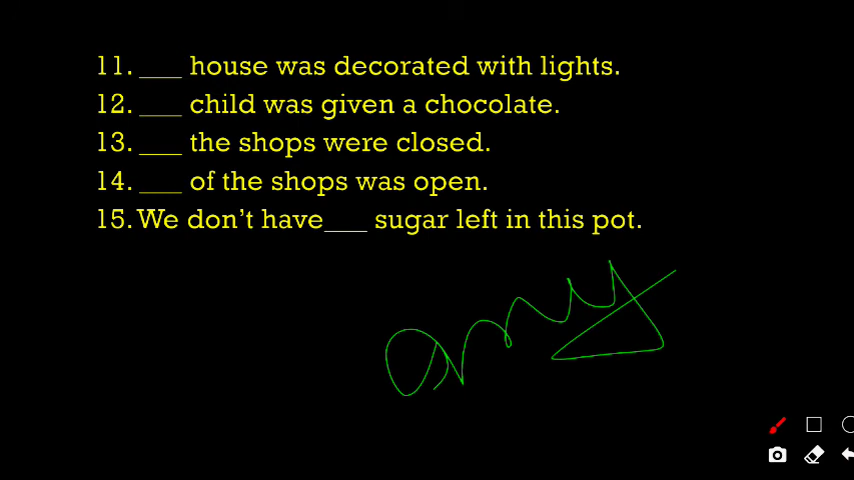 11. ___ house was decorated with lights.
12. ___ child was given a chocolate.
13. ___ the shops were closed.
14. ___ of the shops was open.
15. We don't have___ sugar left in this pot.
any